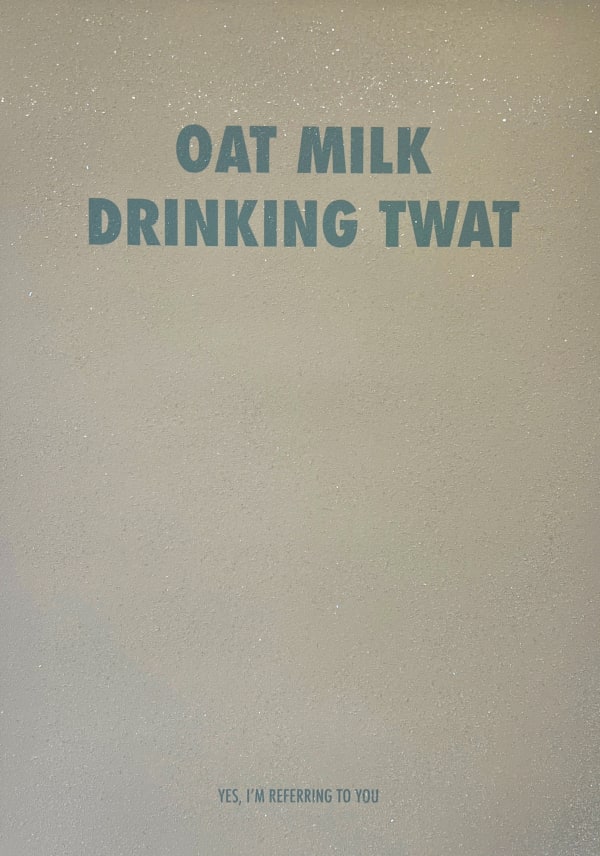 OAT MILK
DRINKING TWAT
YES, I'M REFERRING TO YOU